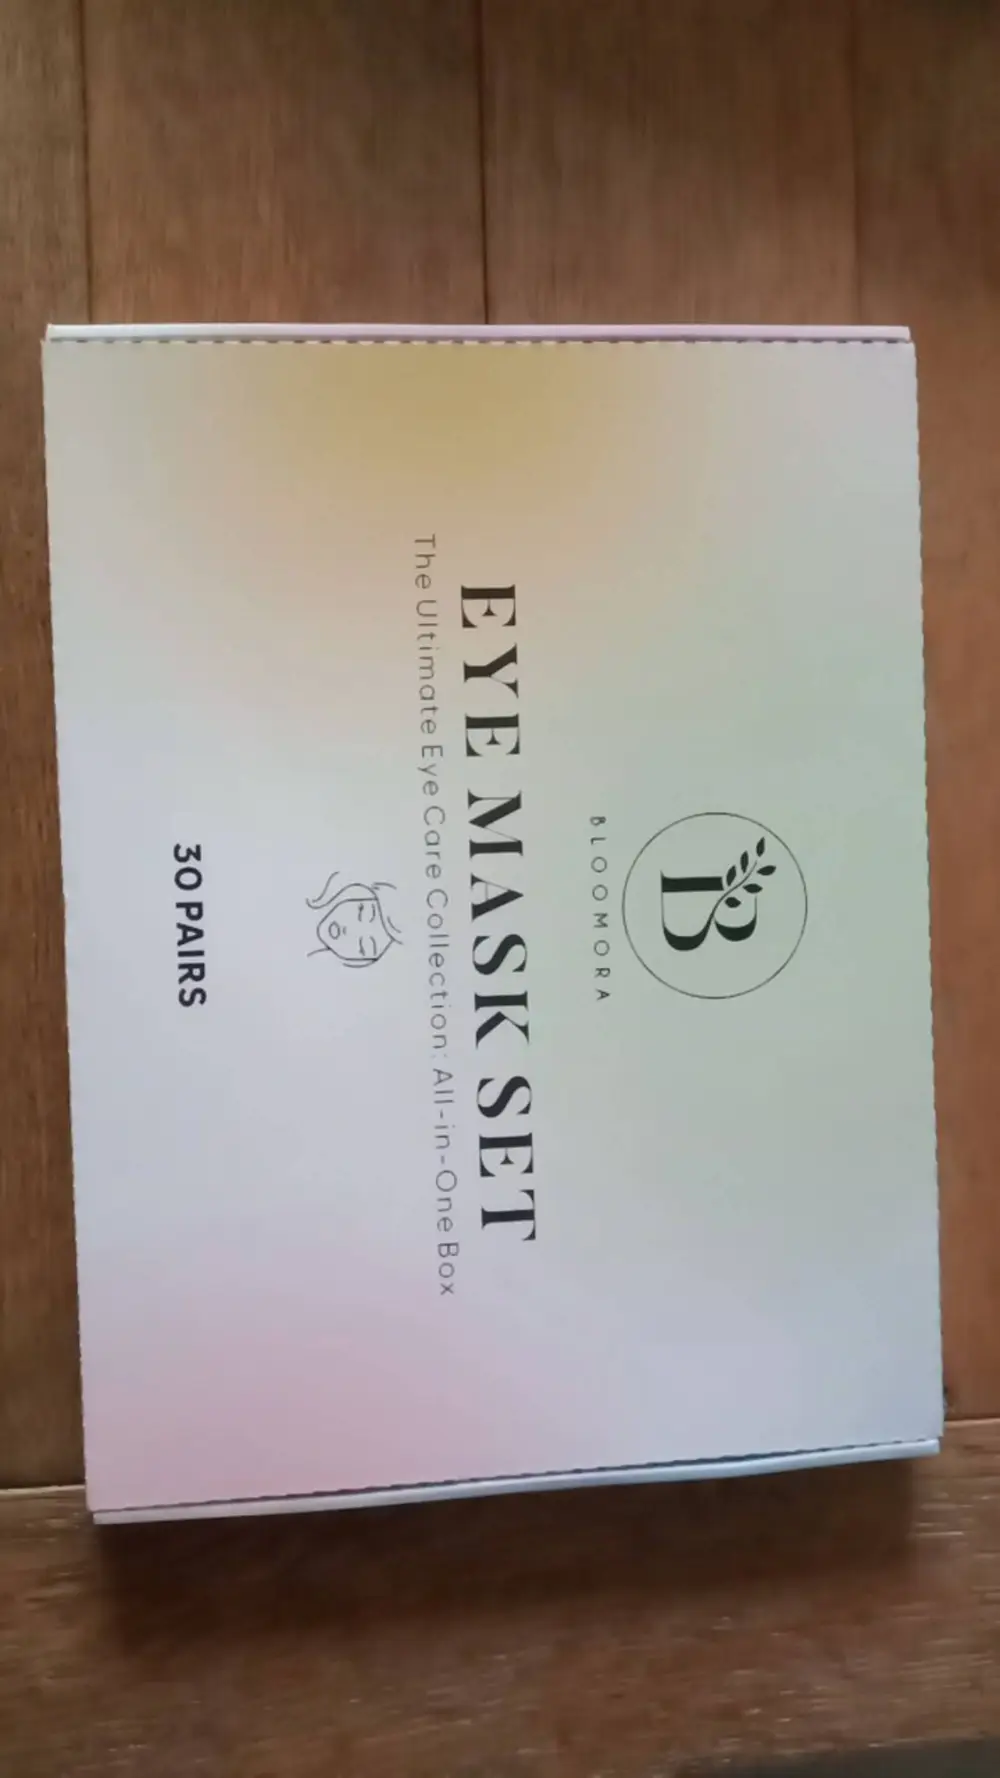 B
BLOOMORA
EYE MASK SET
The Ultimate Eye Care Collection: All-in-One Box
30 PAIRS